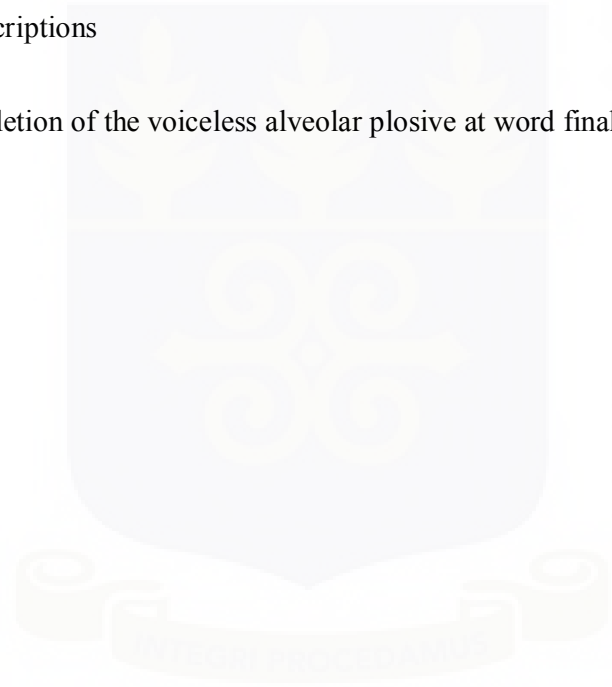 criptions
letion of the voiceless alveolar plosive at word final
INTEGRI PROCEDAMUS